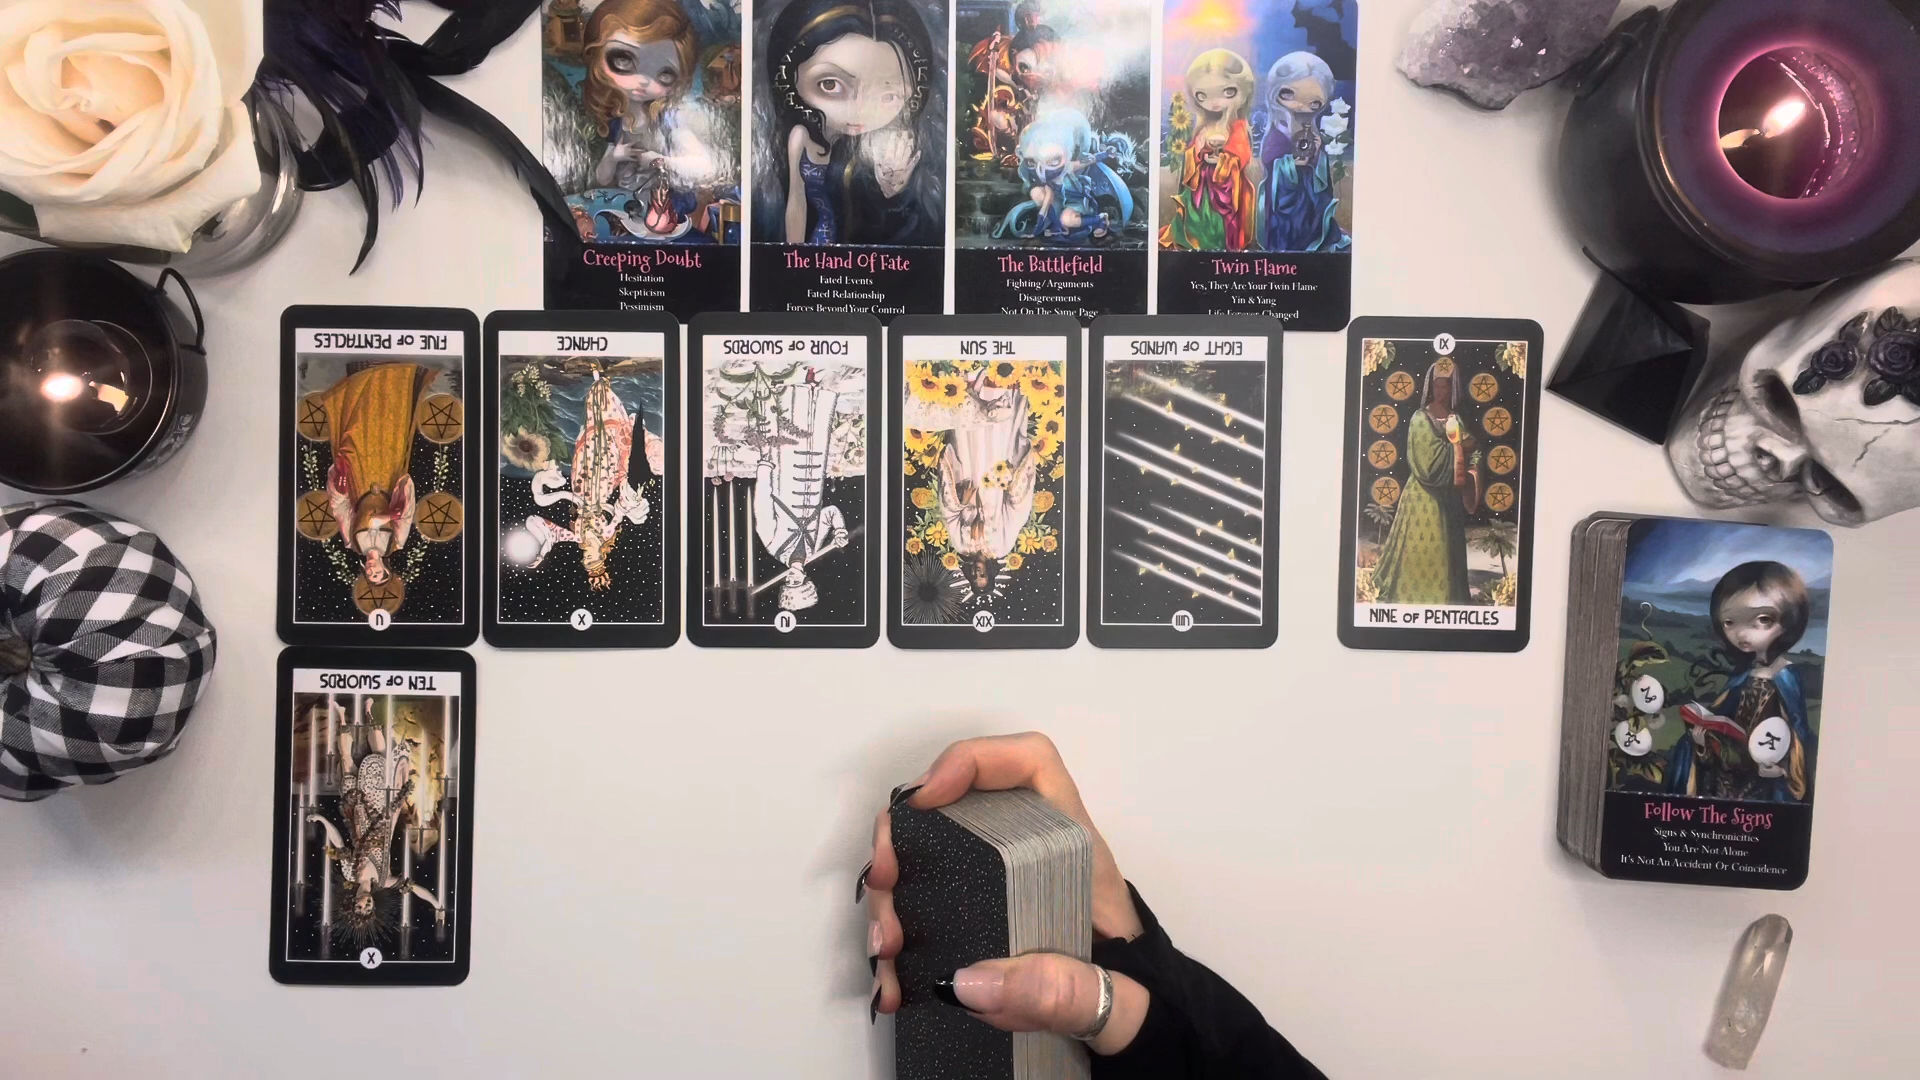 Creeping Doubt
Hesitation
Skepticism
Pessimism
The Hand Of Fate
Fated Events
Fated Relationship
Forces Beyond Your Control
The Battlefield
Fighting/Arguments
Disagreements
Not On The Same Page
Twin Flame
Yes, They Are Your Twin Flame
Yin & Yang
Life Forever Changed
FIVE OF PENTACLES
V
CHANCE
X
FOUR OF SWORDS
IV
THE SUN
XIX
EIGHT OF WANDS
VIII
IX
NINE OF PENTACLES
TEN OF SWORDS
X
Follow The Signs
Signs & Synchronicities
You Are Not Alone
It's Not An Accident Or Coincidence